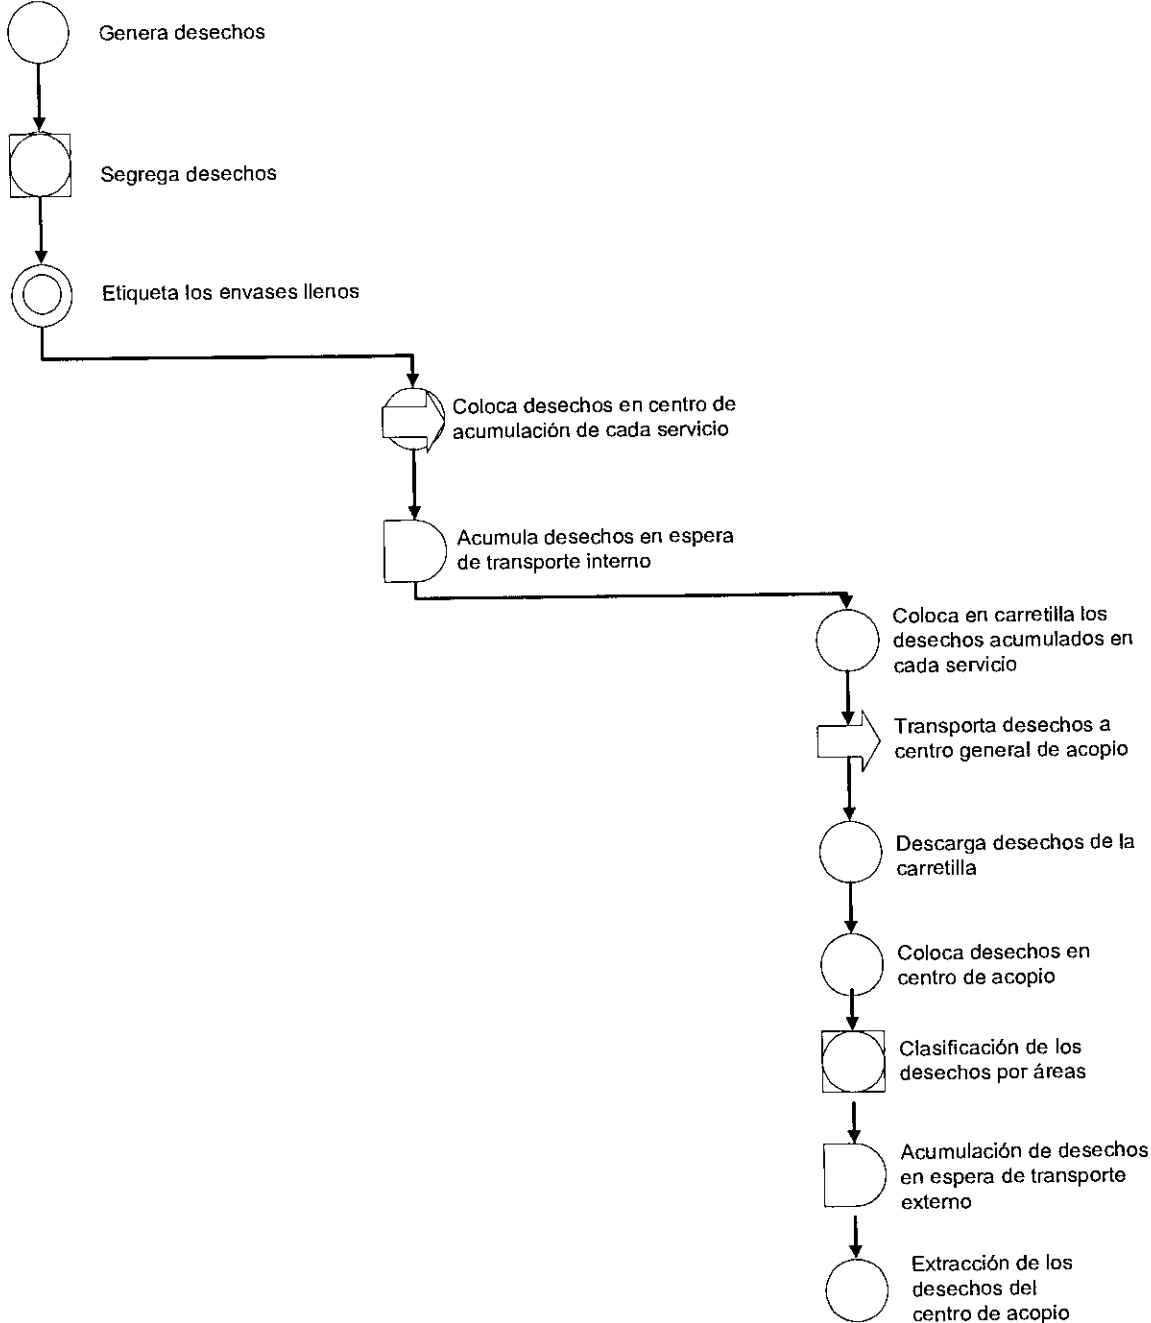 Genera desechos
Segrega desechos
Etiqueta los envases llenos
Coloca desechos en centro de
acumulación de cada servicio
Acumula desechos en espera
de transporte interno
Coloca en carretilla los
desechos acumulados en
cada servicio
Transporta desechos a
centro general de acopio
Descarga desechos de la
carretilla
Coloca desechos en
centro de acopio
Clasificación de los
desechos por áreas
Acumulación de desechos
en espera de transporte
externo
Extracción de los
desechos del
centro de acopio